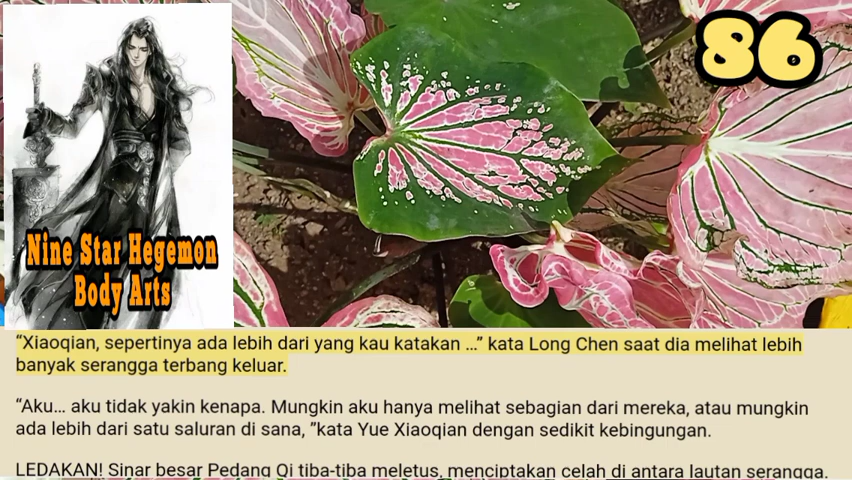 86
Nine Star Hegemon
Body Arts
“Xiaoqian, sepertinya ada lebih dari yang kau katakan ...” kata Long Chen saat dia melihat lebih
banyak serangga terbang keluar.
“Aku... aku tidak yakin kenapa. Mungkin aku hanya melihat sebagian dari mereka, atau mungkin
ada lebih dari satu saluran di sana, ”kata Yue Xiaoqian dengan sedikit kebingungan.
LEDAKAN! Sinar besar Pedang Qi tiba-tiba meletus, menciptakan celah di antara lautan serangga.